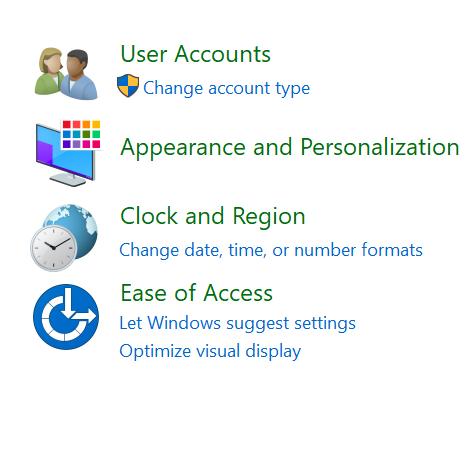 User Accounts
Change account type
Appearance and Personalization
Clock and Region
Change date, time, or number formats
Ease of Access
Let Windows suggest settings
Optimize visual display